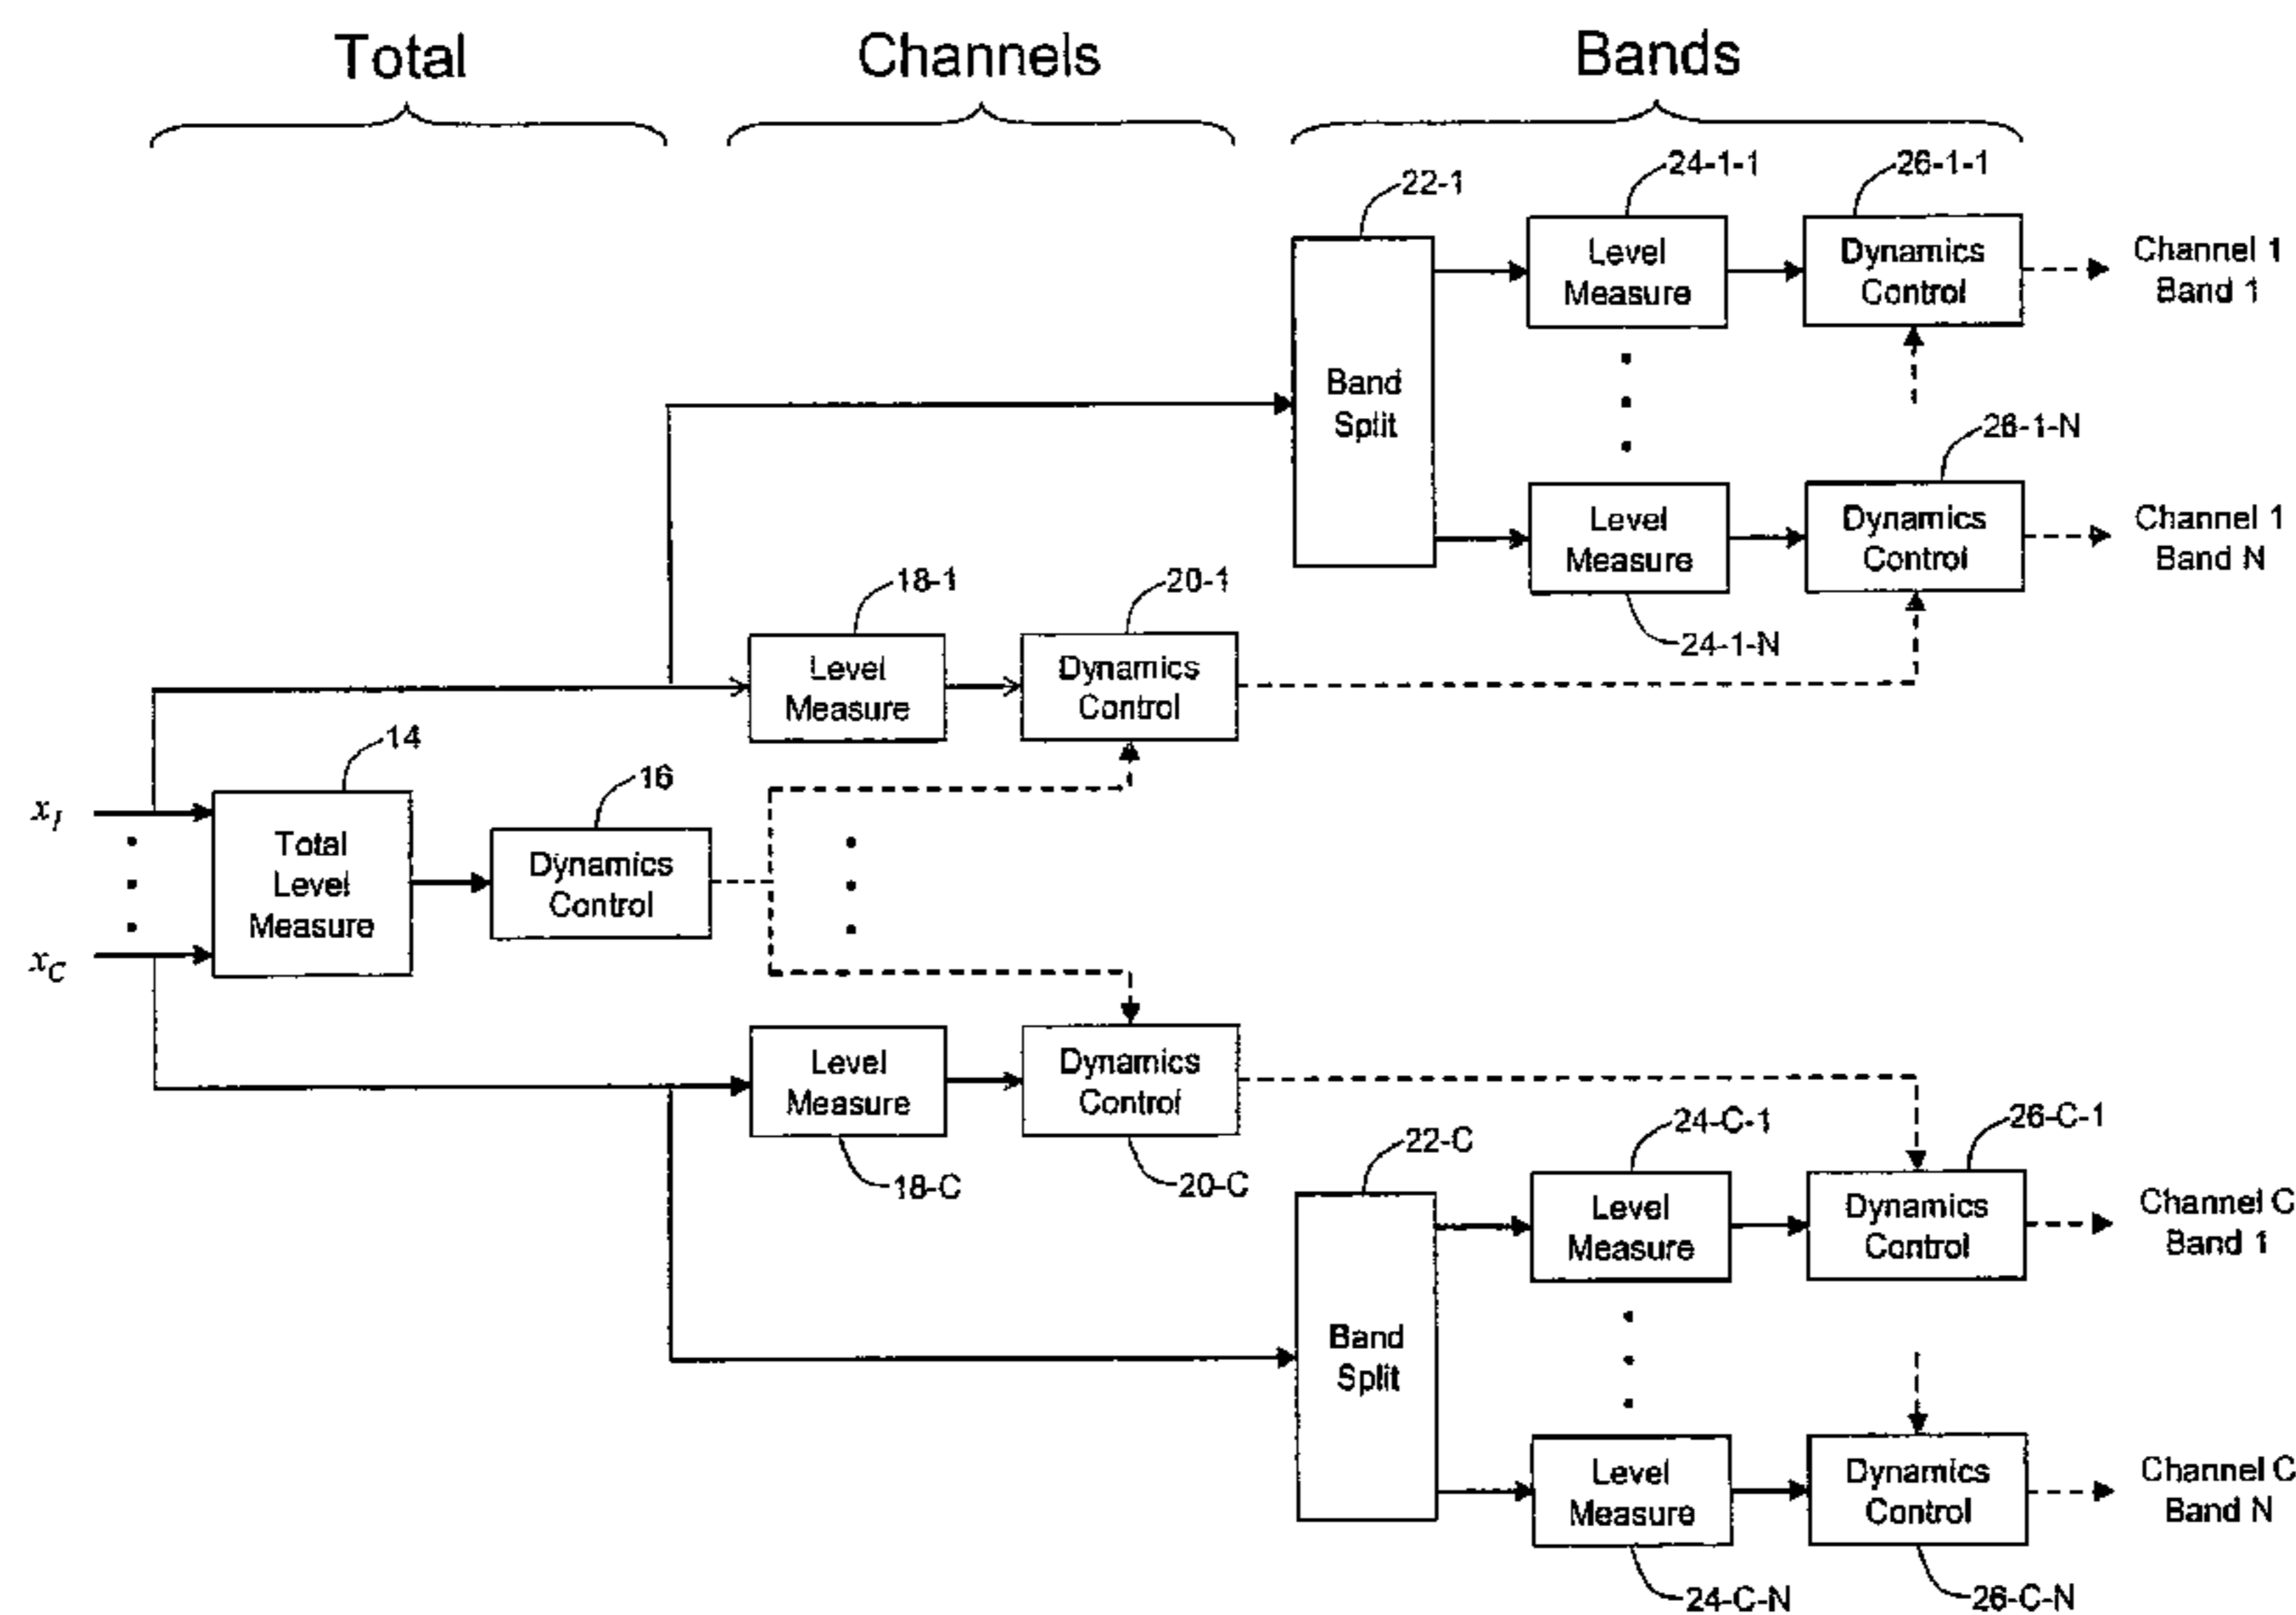 Total
Channels
Bands
22-1
24-1-1
26-1-1
Band
Split
Level
Measure
Dynamics
Control
Channel 1
Band 1
26-1-N
Level
Measure
Dynamics
Control
Channel 1
Band N
24-1-N
18-1
20-1
Level
Measure
Dynamics
Control
14
16
x1
xC
Total
Level
Measure
Dynamics
Control
Level
Measure
Dynamics
Control
18-C
20-C
22-C
24-C-1
26-C-1
Band
Split
Level
Measure
Dynamics
Control
Channel C
Band 1
Level
Measure
Dynamics
Control
Channel C
Band N
24-C-N
26-C-N